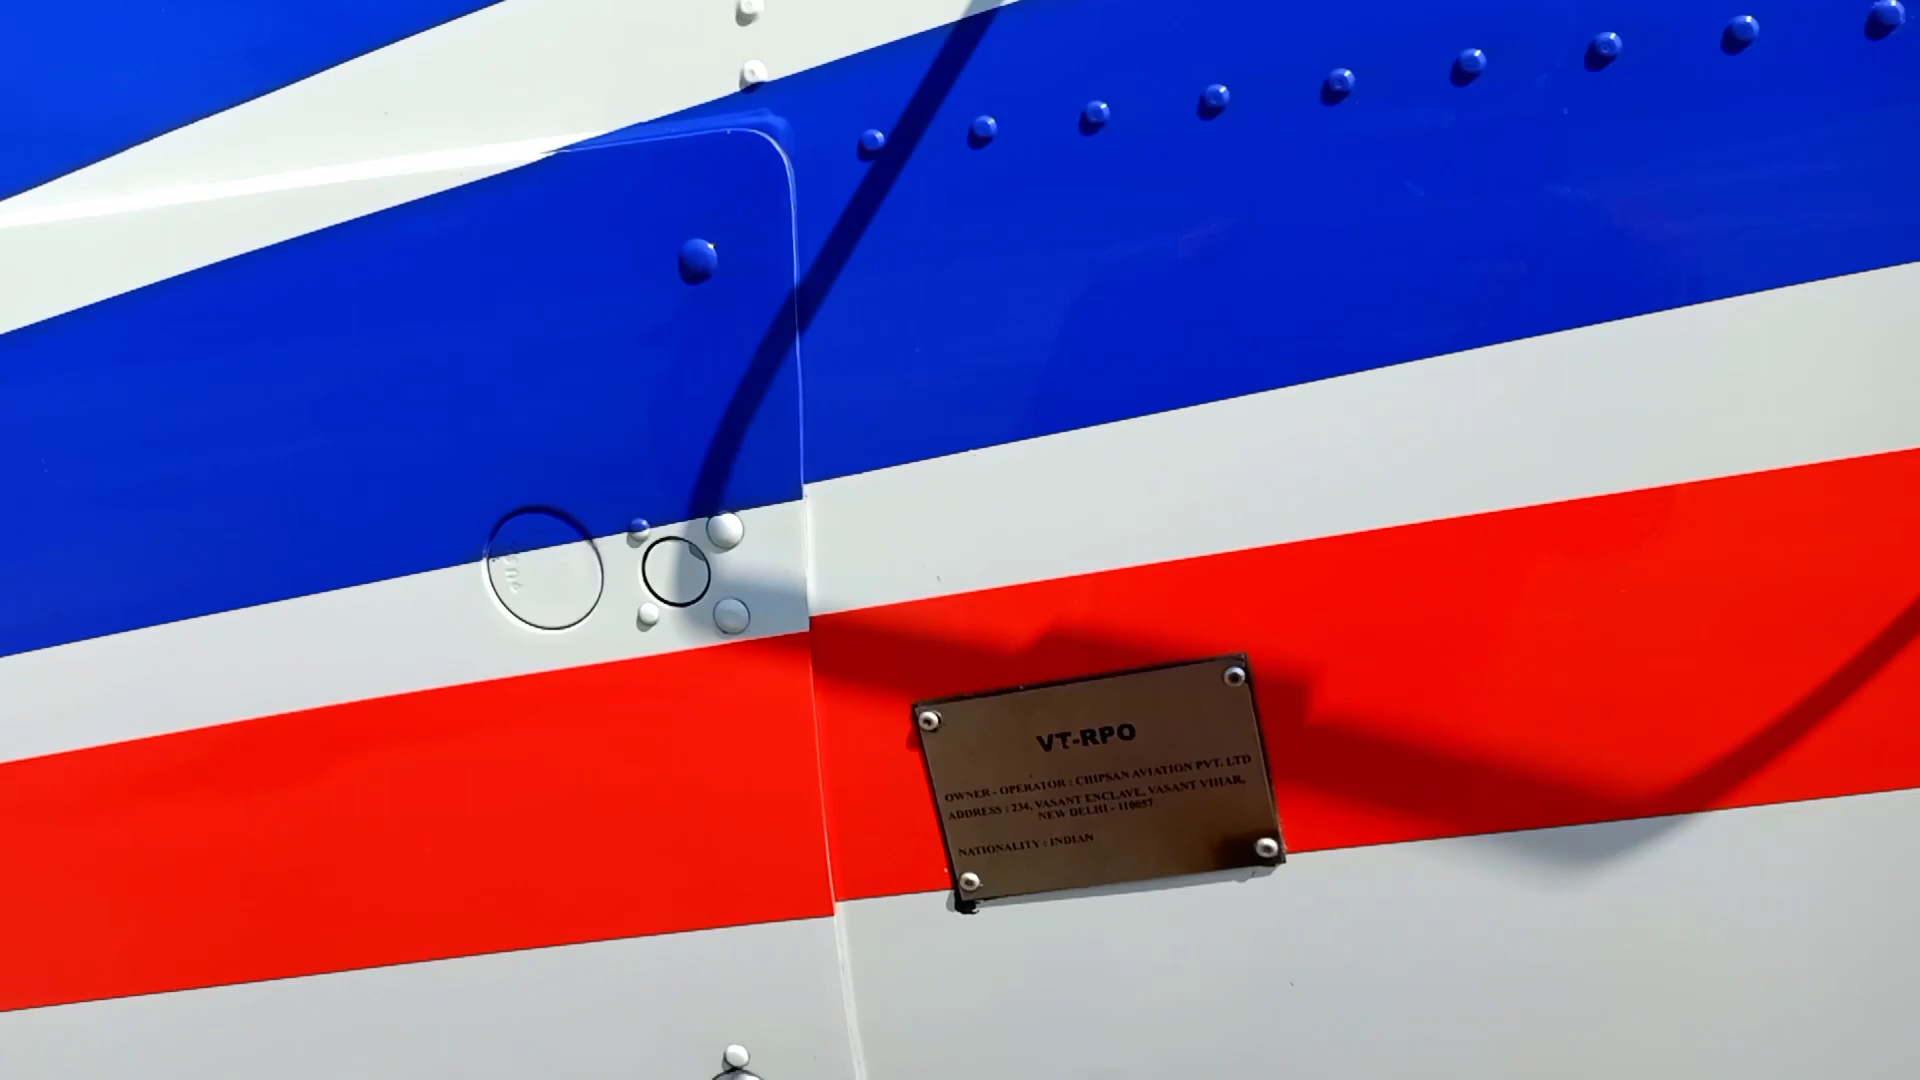 VT-RPO
OWNER - OPERATOR : CHIPSAN AVIATION PVT. LTD
ADDRESS : 234, VASANT ENCLAVE, VASANT VIHAR,
NEW DELHI - 110057
NATIONALITY : INDIAN